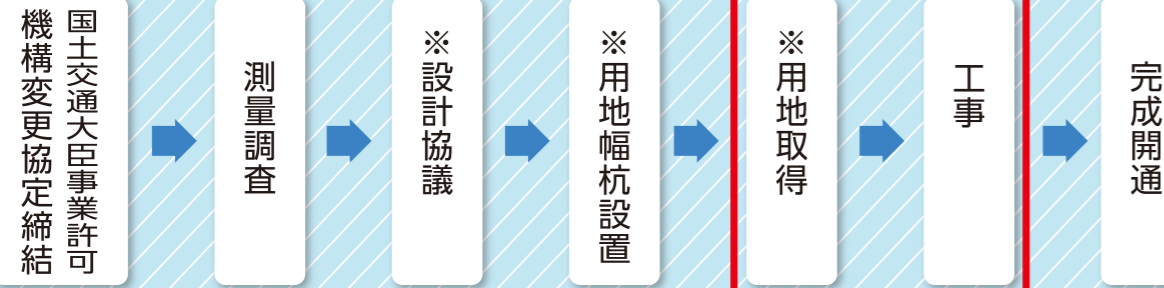 国土交通大臣事業許可
機構変更協定締結
測量調査
※設計協議
※用地幅杭設置
※用地取得
工事
完成開通